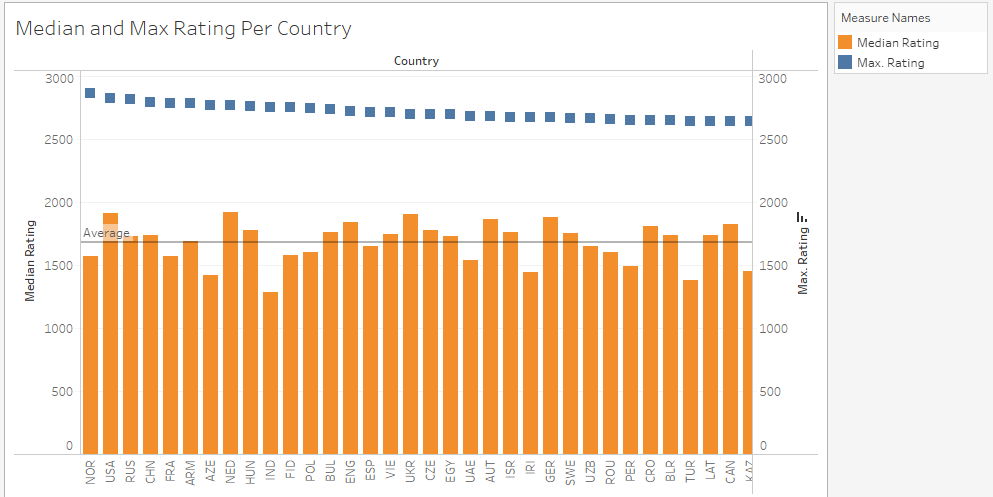 Median and Max Rating Per Country
Measure Names
Median Rating
Max. Rating
Country
3000
2500
2000
1500
1000
500
0
Median Rating
Average
3000
2500
2000
1500
1000
500
0
Max. Rating
NOR
USA
RUS
CHN
FRA
ARM
AZE
NED
HUN
IND
FID
POL
BUL
ENG
ESP
VIE
UKR
CZE
EGY
UAE
AUT
ISR
IRI
GER
SWE
UZB
ROU
PER
CRO
BLR
TUR
LAT
CAN
KAZ